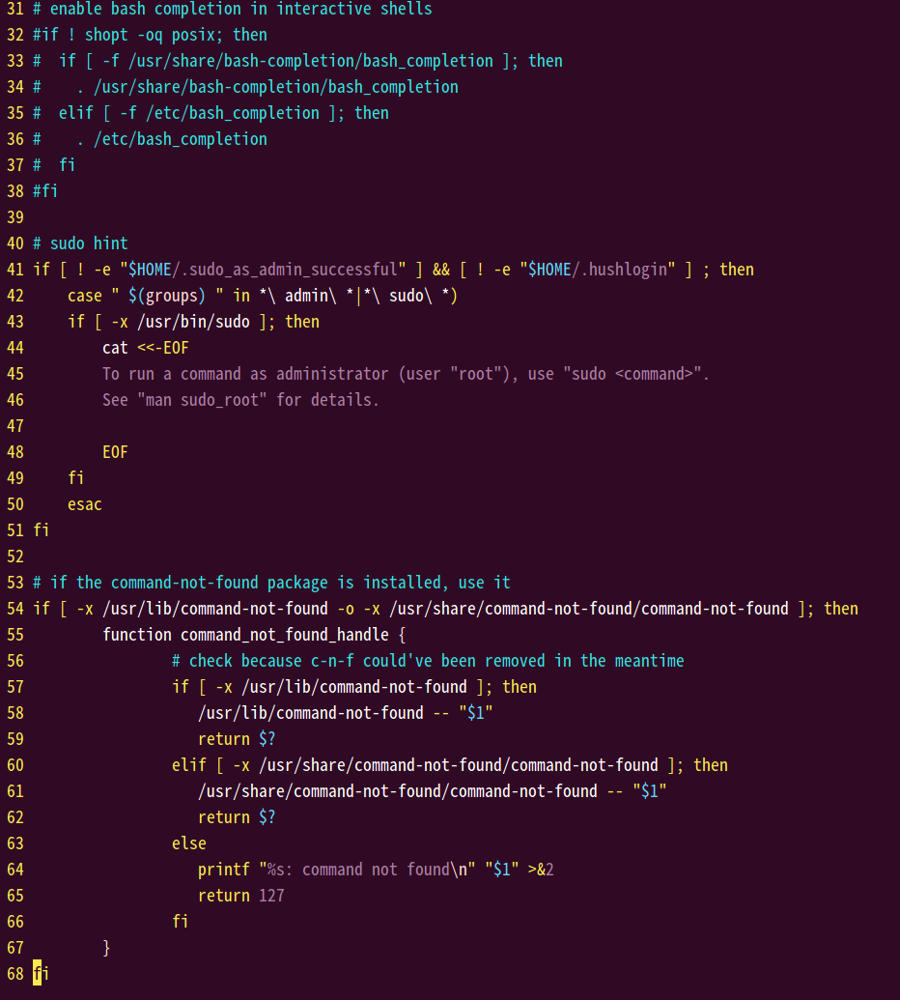 31 # enable bash completion in interactive shells
32 #if ! shopt -oq posix; then
33 #  if [ -f /usr/share/bash-completion/bash_completion ]; then
34 #    . /usr/share/bash-completion/bash_completion
35 #  elif [ -f /etc/bash_completion ]; then
36 #    . /etc/bash_completion
37 #  fi
38 #fi
39
40 # sudo hint
41 if [ ! -e "$HOME/.sudo_as_admin_successful" ] && [ ! -e "$HOME/.hushlogin" ] ; then
42     case " $(groups) " in *\ admin\ *|*\ sudo\ *)
43     if [ -x /usr/bin/sudo ]; then
44         cat <<-EOF
45         To run a command as administrator (user "root"), use "sudo <command>".
46         See "man sudo_root" for details.
47
48         EOF
49     fi
50     esac
51 fi
52
53 # if the command-not-found package is installed, use it
54 if [ -x /usr/lib/command-not-found -o -x /usr/share/command-not-found/command-not-found ]; then
55         function command_not_found_handle {
56                 # check because c-n-f could've been removed in the meantime
57                 if [ -x /usr/lib/command-not-found ]; then
58                    /usr/lib/command-not-found -- "$1"
59                    return $?
60                 elif [ -x /usr/share/command-not-found/command-not-found ]; then
61                    /usr/share/command-not-found/command-not-found -- "$1"
62                    return $?
63                 else
64                    printf "%s: command not found\n" "$1" >&2
65                    return 127
66                 fi
67         }
68 fi